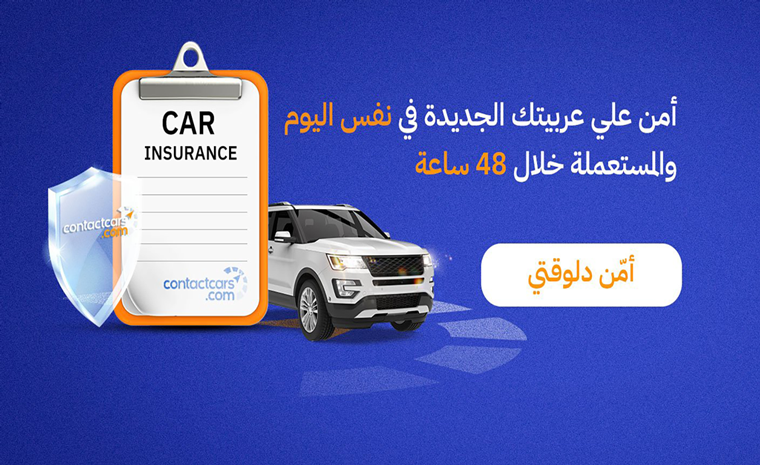 أمن علي عربيتك الجديدة في نفس اليوم
والمستعملة خلال 48 ساعة
أمّن دلوقتي
CAR
INSURANCE
contactcars
.com
contactcars
.com